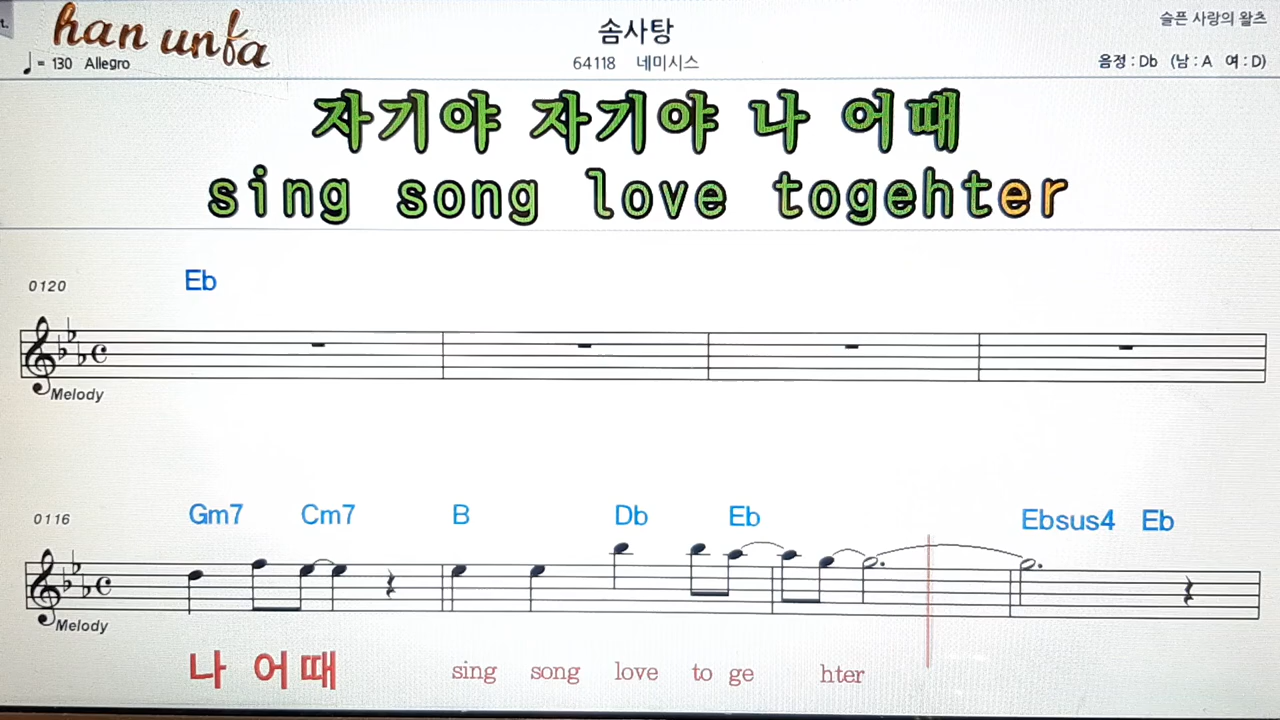 t.
han unfa
솜사탕
슬픈 사랑의 왈츠
♩ = 130 Allegro
64118 네미시스
음정 : Db (남 : A 여 : D)
자기야 자기야 나 어때
sing song love togehter
0120
Eb
Melody
0116
Gm7 Cm7 B Db Eb Ebsus4 Eb
Melody
나 어 때 sing song love to ge hter